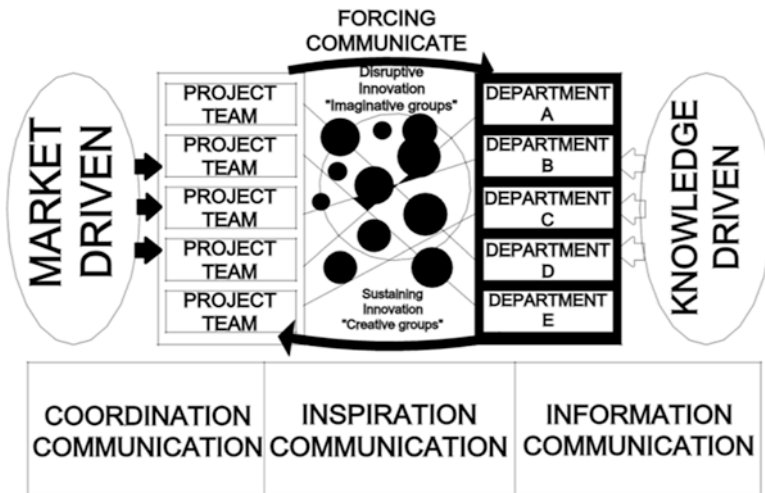 FORCING
COMMUNICATE
MARKET
DRIVEN
PROJECT
TEAM
PROJECT
TEAM
PROJECT
TEAM
PROJECT
TEAM
PROJECT
TEAM
Disruptive
Innovation
"Imaginative groups"
Sustaining
Innovation
"Creative groups"
DEPARTMENT
A
DEPARTMENT
B
DEPARTMENT
C
DEPARTMENT
D
DEPARTMENT
E
KNOWLEDGE
DRIVEN
COORDINATION
COMMUNICATION
INSPIRATION
COMMUNICATION
INFORMATION
COMMUNICATION